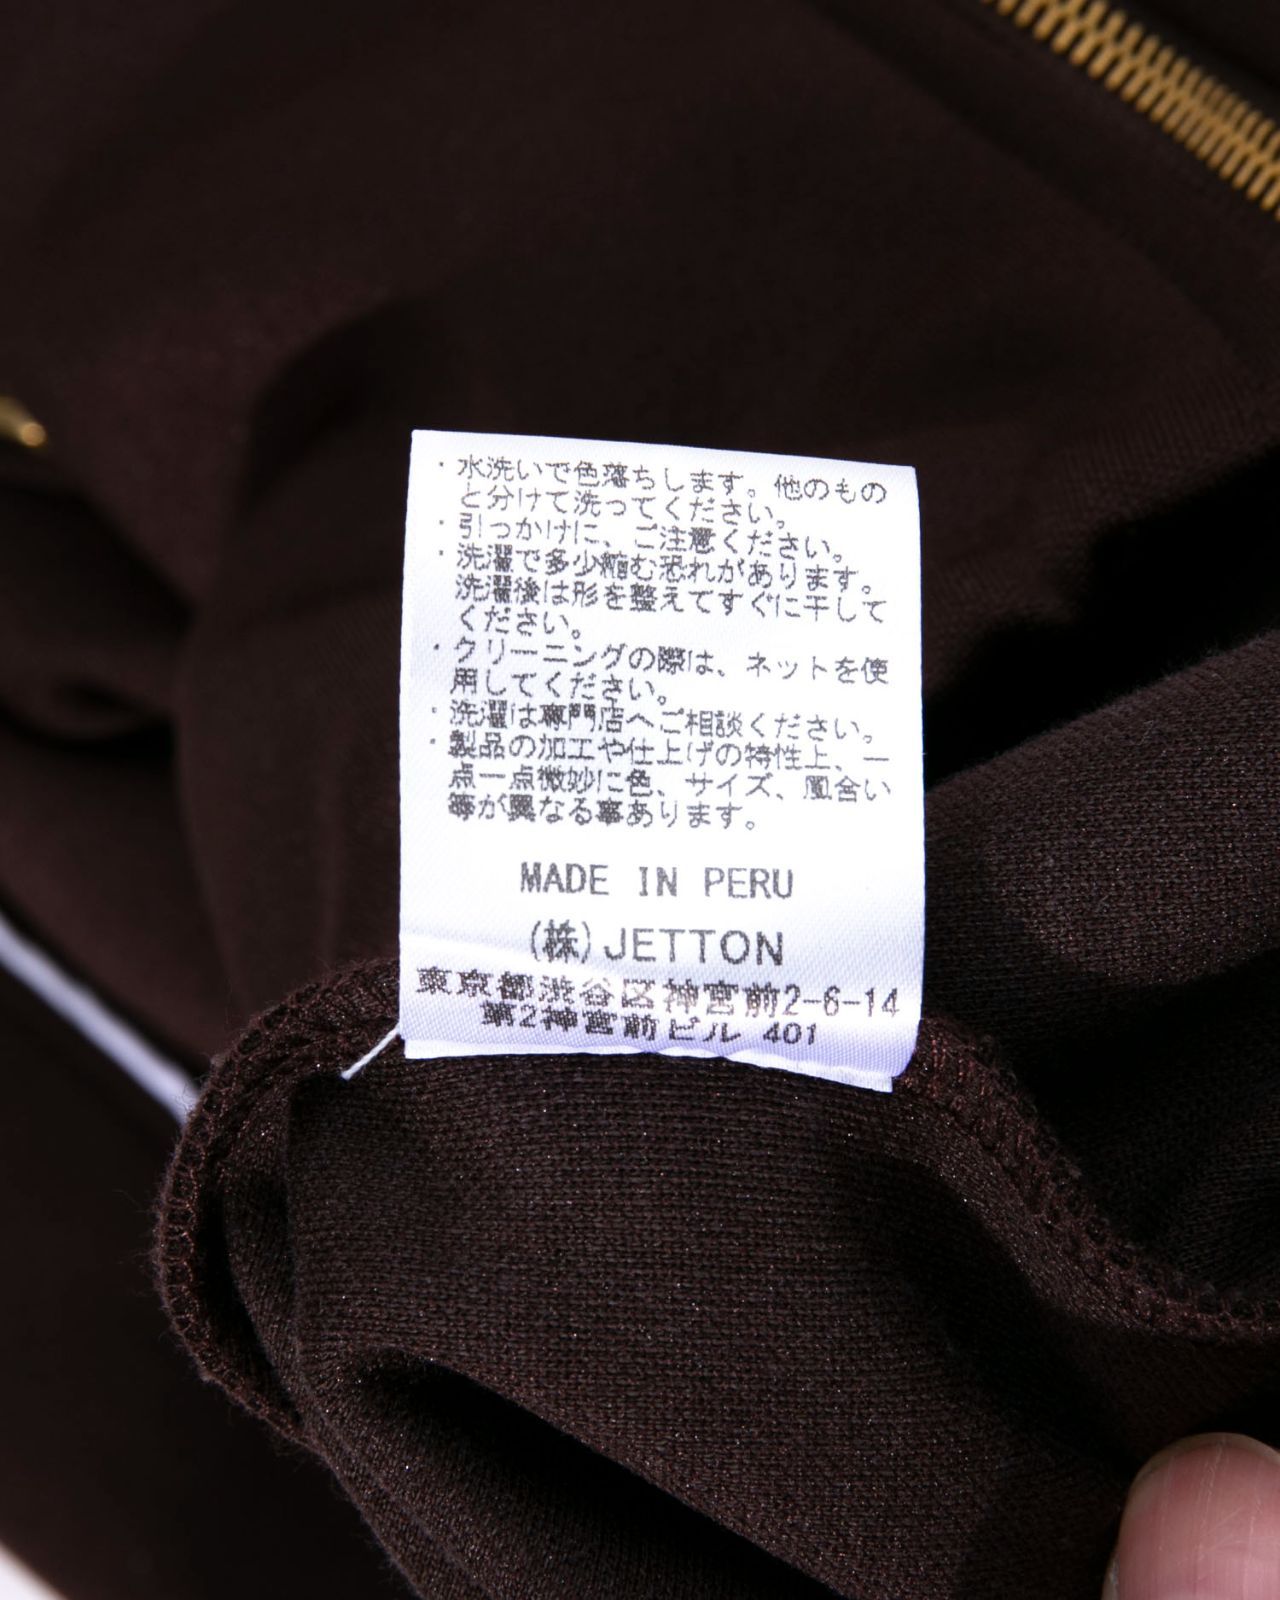 ・水洗いで色落ちします。他のもの
と分けて洗ってください。
・引っかけに、ご注意ください。
・洗濯で多少縮む恐れがあります。
洗濯後は形を整えてすぐに干して
ください。
・クリーニングの際は、ネットを使
用してください。
・洗濯は専門店へご相談ください。
・製品の加工や仕上げの特性上、一
点一点微妙に色、サイズ、風合い
等が異なる事あります。
MADE IN PERU
(株)JETTON
東京都渋谷区神宮前2-6-14
第2神宮前ビル 401